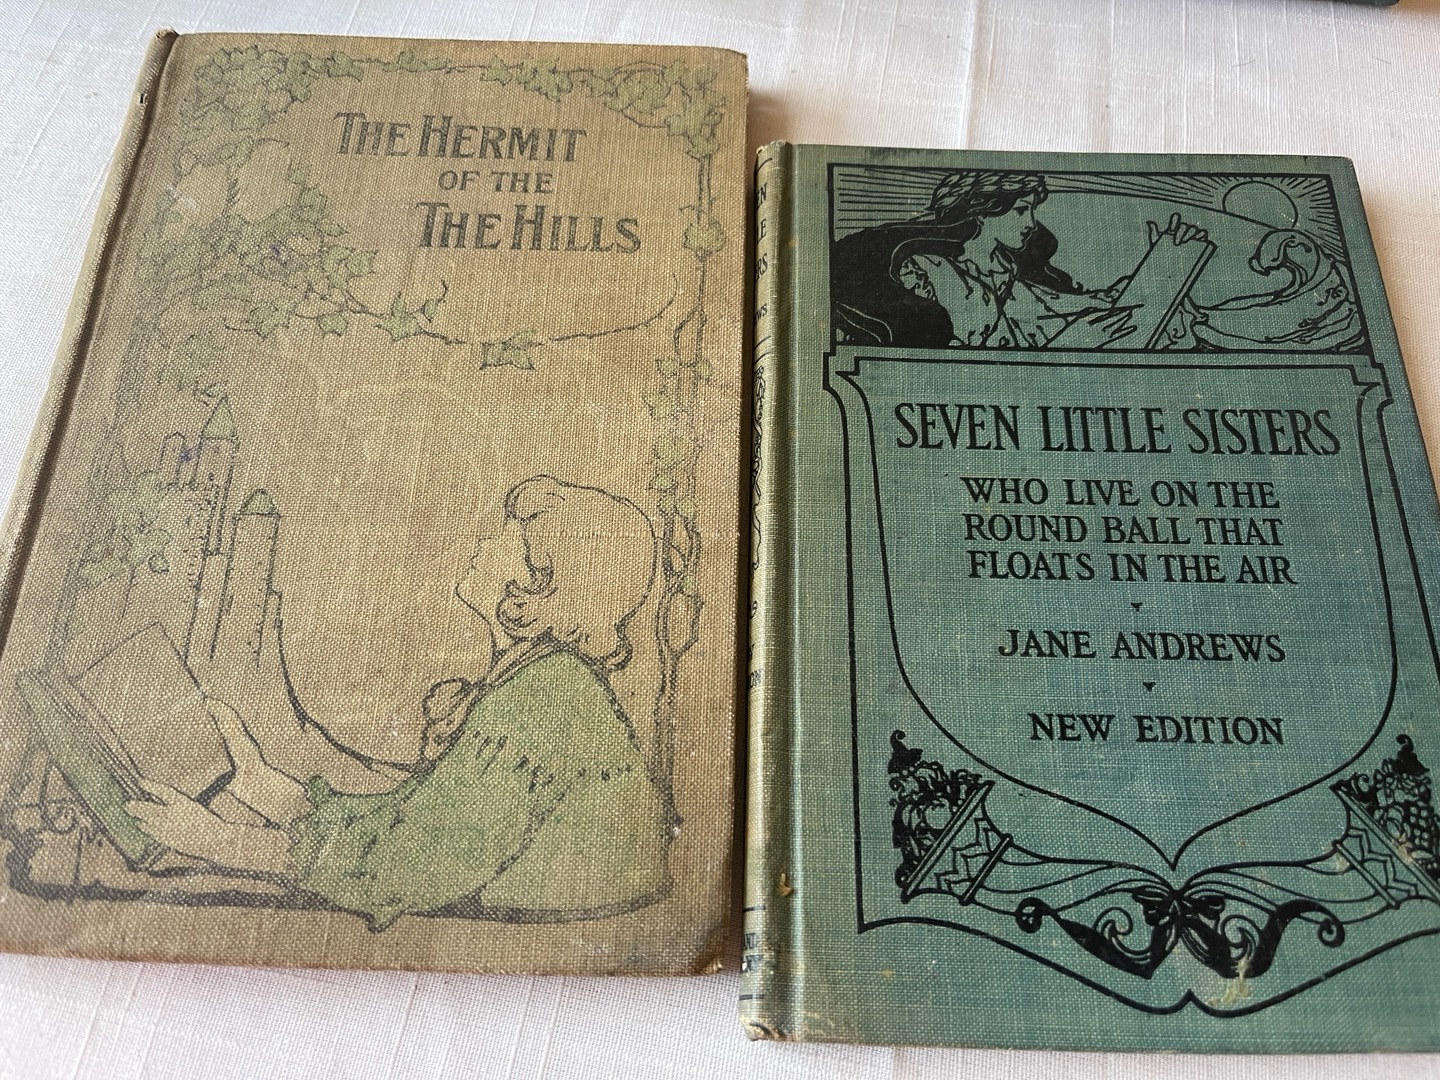 THE HERMIT
OF THE
THE HILLS
SEVEN LITTLE SISTERS
WHO LIVE ON THE
ROUND BALL THAT
FLOATS IN THE AIR
JANE ANDREWS
NEW EDITION